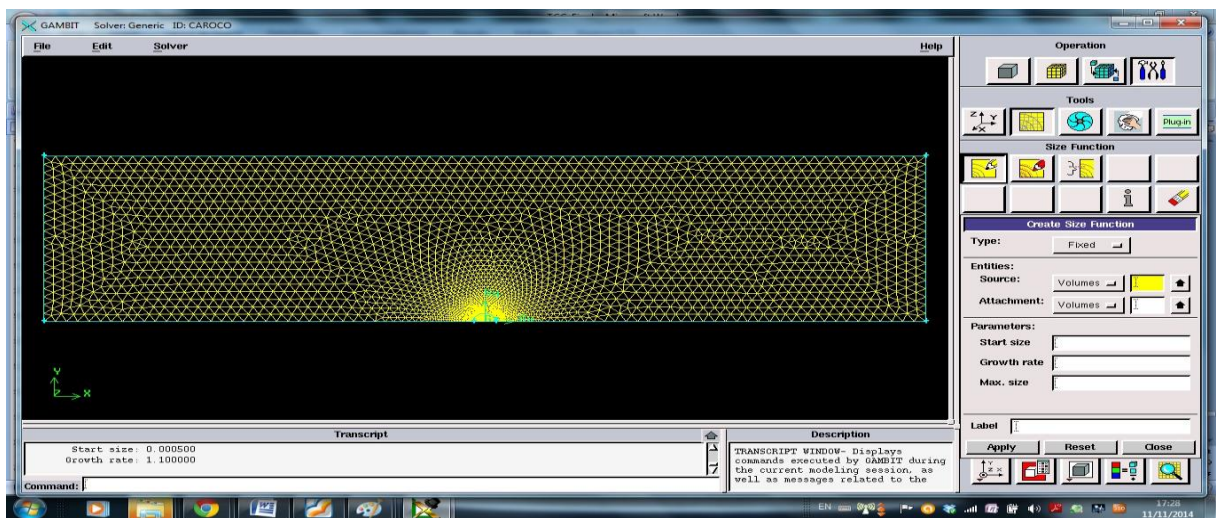 GAMBIT Solver: Generic ID: CAROCO
File Edit Solver Help
Operation
Tools
Z Y X
Plug-in
Size Function
Create Size Function
Type: Fixed
Entities:
Source: Volumes
Attachment: Volumes
Parameters:
Start size
Growth rate
Max. size
Label
Apply Reset Close
Y
Z X
Transcript
Start size: 0.000500
Growth rate: 1.100000
Command:
Description
TRANSCRIPT WINDOW- Displays
commands executed by GAMBIT during
the current modeling session, as
well as messages related to the
EN
17:28
11/11/2014